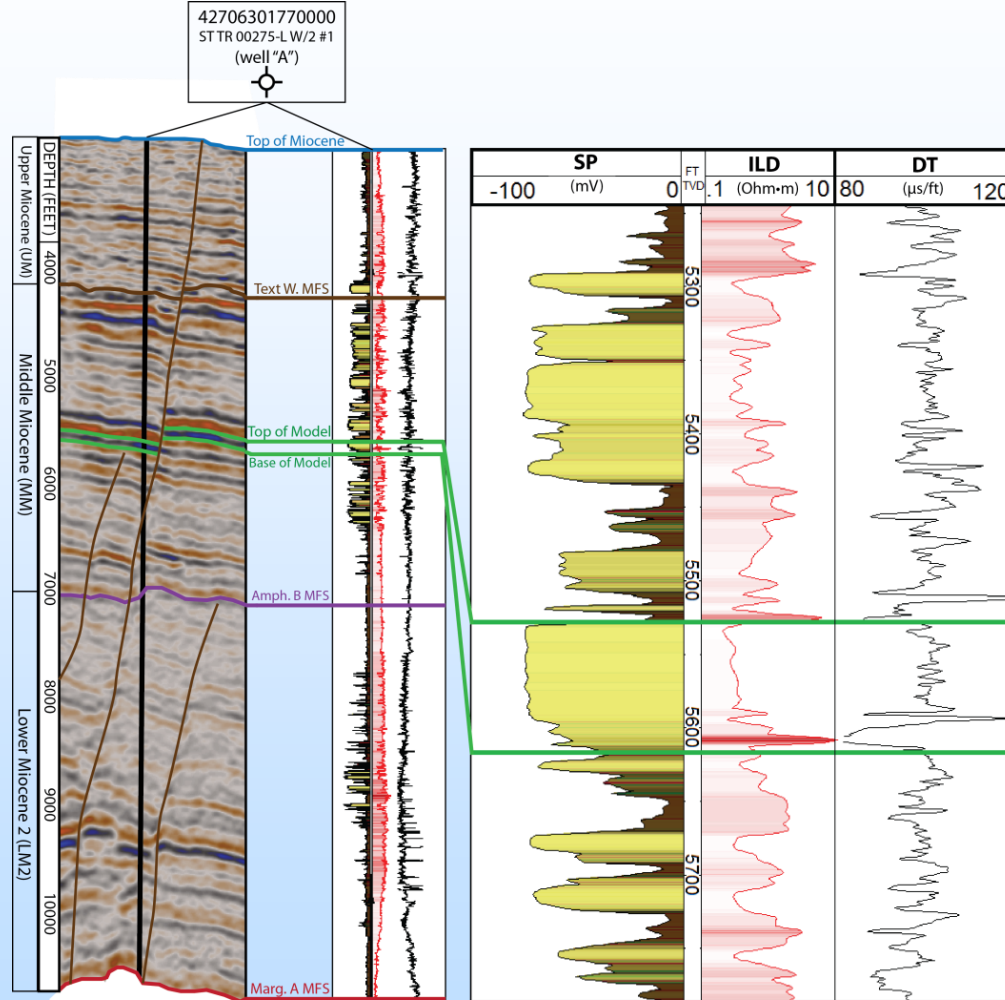 42706301770000
ST TR 00275-L W/2 #1
(well "A")
Upper Miocene (UM)
Middle Miocene (MM)
Lower Miocene 2 (LM2)
DEPTH (FEET)
4000
5000
6000
7000
8000
9000
10000
Top of Miocene
Text W. MFS
Top of Model
Base of Model
Amph. B MFS
Marg. A MFS
SP
-100 (mV) 0
FT
TVD
ILD
.1 (Ohm•m) 10
DT
80 (µs/ft) 120
5300
5400
5500
5600
5700